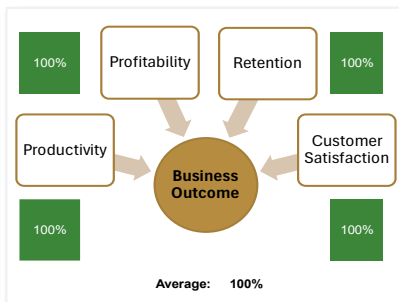 100%
Profitability
Retention
100%
Productivity
Business
Outcome
Customer
Satisfaction
100%
100%
Average: 100%